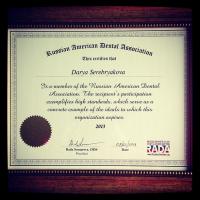 Russian American Dental Association
This certifies that
Darya Serebryakova
Is a member of the Russian American Dental
Association. The recipient's participation
exemplifies high standards, which serve as a
concrete example of the ideals to which this
organization aspires.
2013
President
Date
RADA